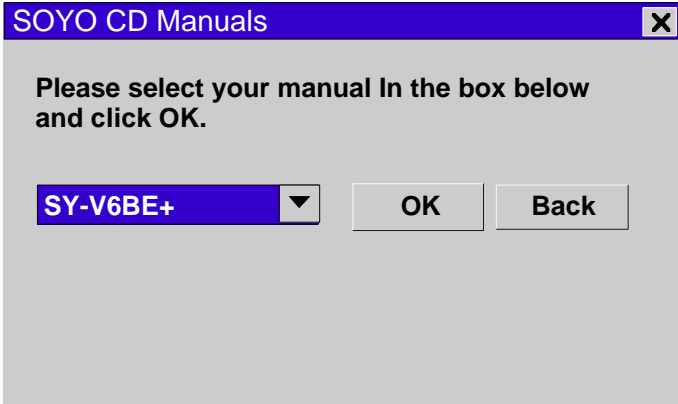 SOYO CD Manuals
Please select your manual In the box below
and click OK.
SY-V6BE+
OK
Back